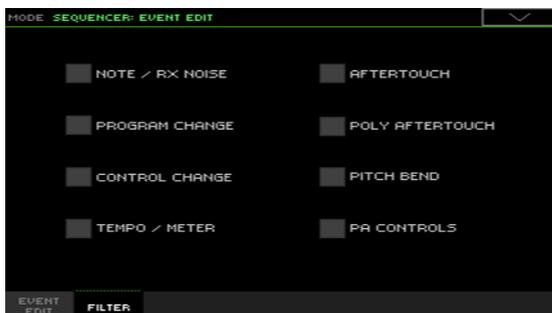 MODE SEQUENCER: EVENT EDIT
NOTE / RX NOISE
AFTERTOUCH
PROGRAM CHANGE
POLY AFTERTOUCH
CONTROL CHANGE
PITCH BEND
TEMPO / METER
PA CONTROLS
EVENT
EDIT
FILTER